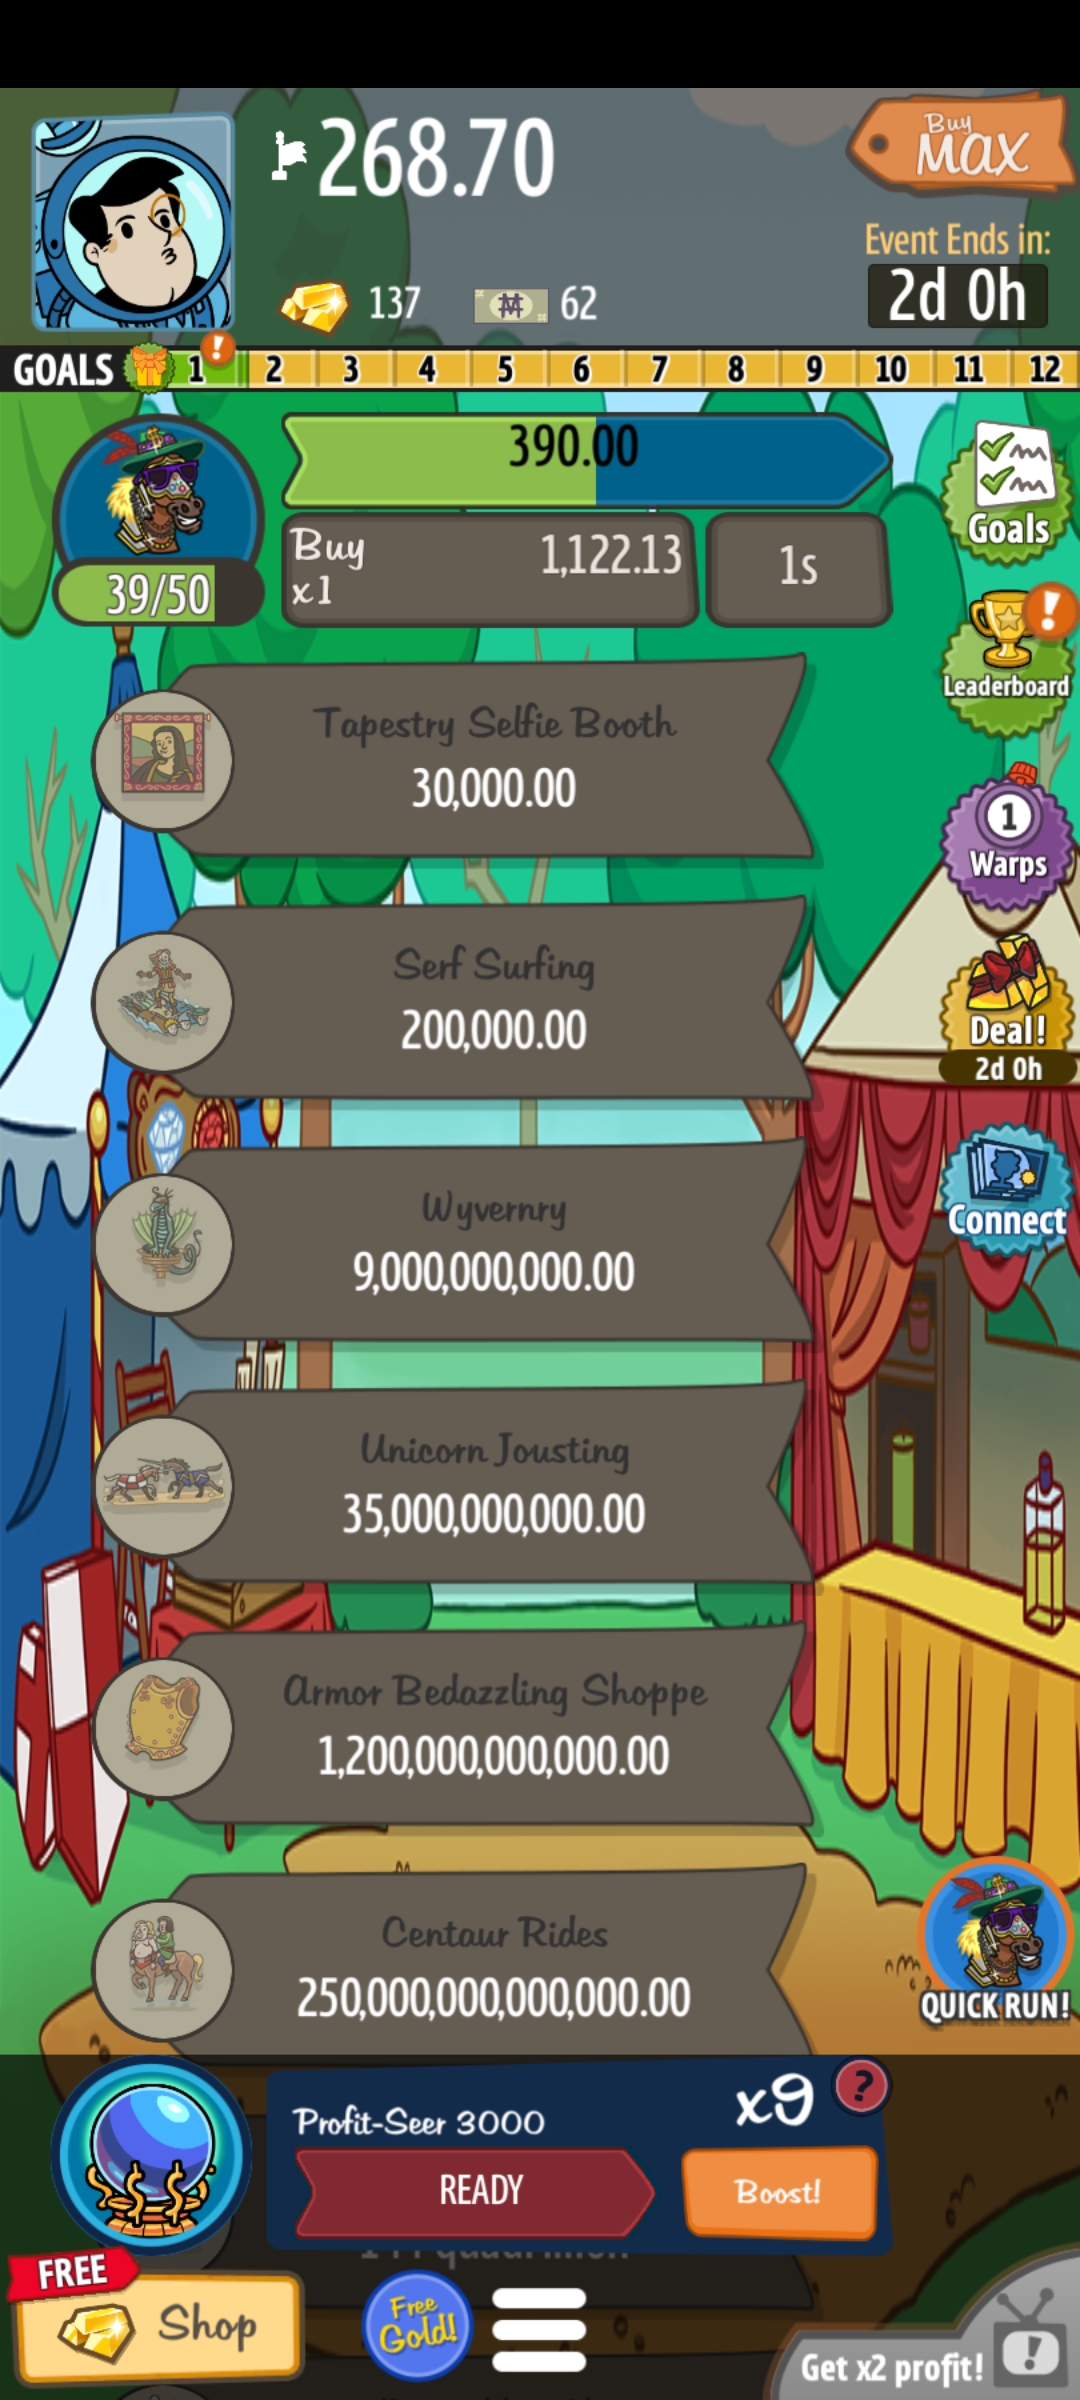 268.70
Buy
MAX
Event Ends in:
2d 0h
137
62
GOALS 1 2 3 4 5 6 7 8 9 10 11 12
390.00
Buy
x1
1,122.13
1s
39/50
Goals
Leaderboard
1
Warps
Deal!
2d 0h
Connect
Tapestry Selfie Booth
30,000.00
Serf Surfing
200,000.00
Wyvernry
9,000,000,000.00
Unicorn Jousting
35,000,000,000.00
Armor Bedazzling Shoppe
1,200,000,000,000.00
Centaur Rides
250,000,000,000,000.00
QUICK RUN!
Profit-Seer 3000
x9
?
READY
Boost!
FREE
Shop
Free
Gold!
Get x2 profit!